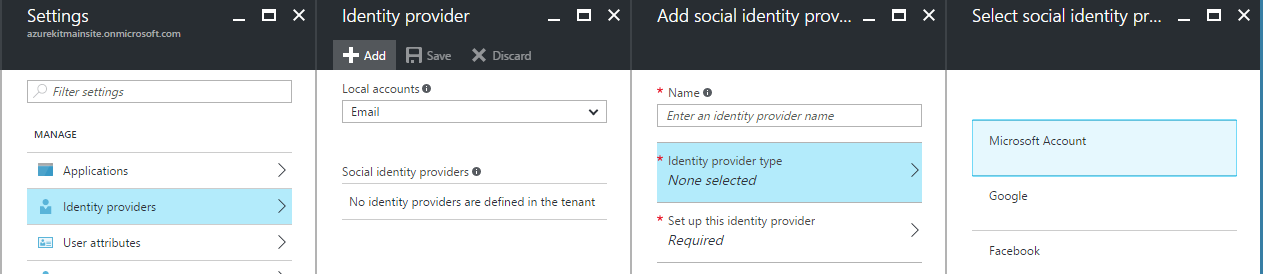 Settings
azurekitmainsite.onmicrosoft.com
Filter settings
MANAGE
Applications
Identity providers
User attributes
Identity provider
Add
Save
Discard
Local accounts
Email
Social identity providers
No identity providers are defined in the tenant
Add social identity prov...
* Name
Enter an identity provider name
* Identity provider type
None selected
* Set up this identity provider
Required
Select social identity pr...
Microsoft Account
Google
Facebook